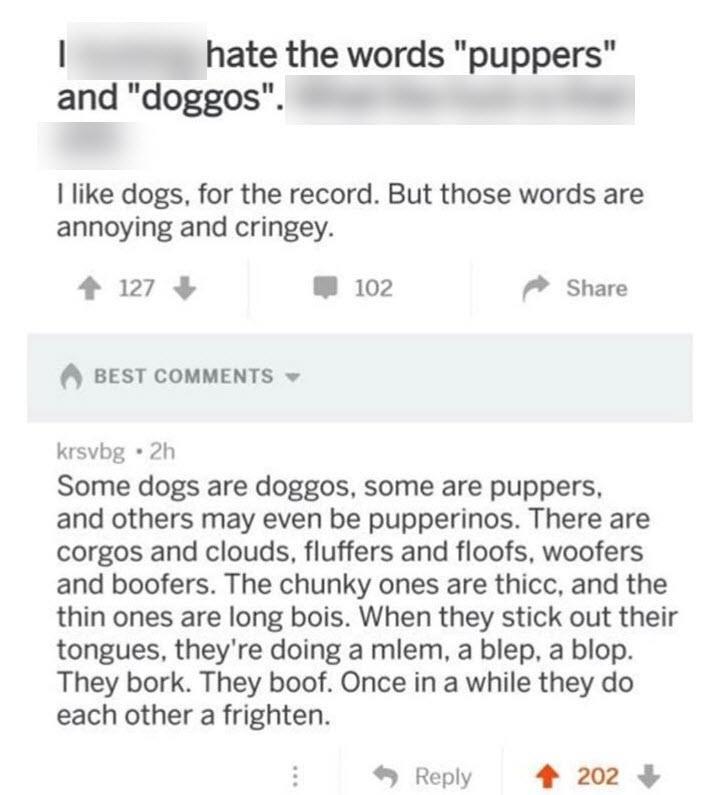 I hate the words "puppers"
and "doggos".
I like dogs, for the record. But those words are
annoying and cringey.
127 102 Share
BEST COMMENTS
krsvbg • 2h
Some dogs are doggos, some are puppers,
and others may even be pupperinos. There are
corgos and clouds, fluffers and floofs, woofers
and boofers. The chunky ones are thicc, and the
thin ones are long bois. When they stick out their
tongues, they're doing a mlem, a blep, a blop.
They bork. They boof. Once in a while they do
each other a frighten.
Reply 202